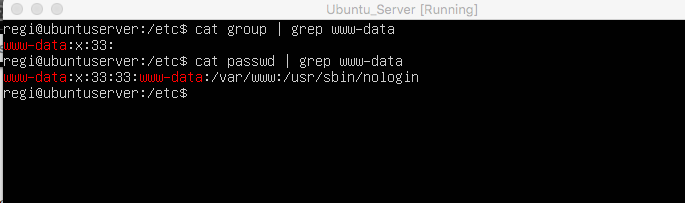 Ubuntu_Server [Running]
regi@ubuntuserver:/etc$ cat group | grep www-data
www-data:x:33:
regi@ubuntuserver:/etc$ cat passwd | grep www-data
www-data:x:33:33:www-data:/var/www:/usr/sbin/nologin
regi@ubuntuserver:/etc$